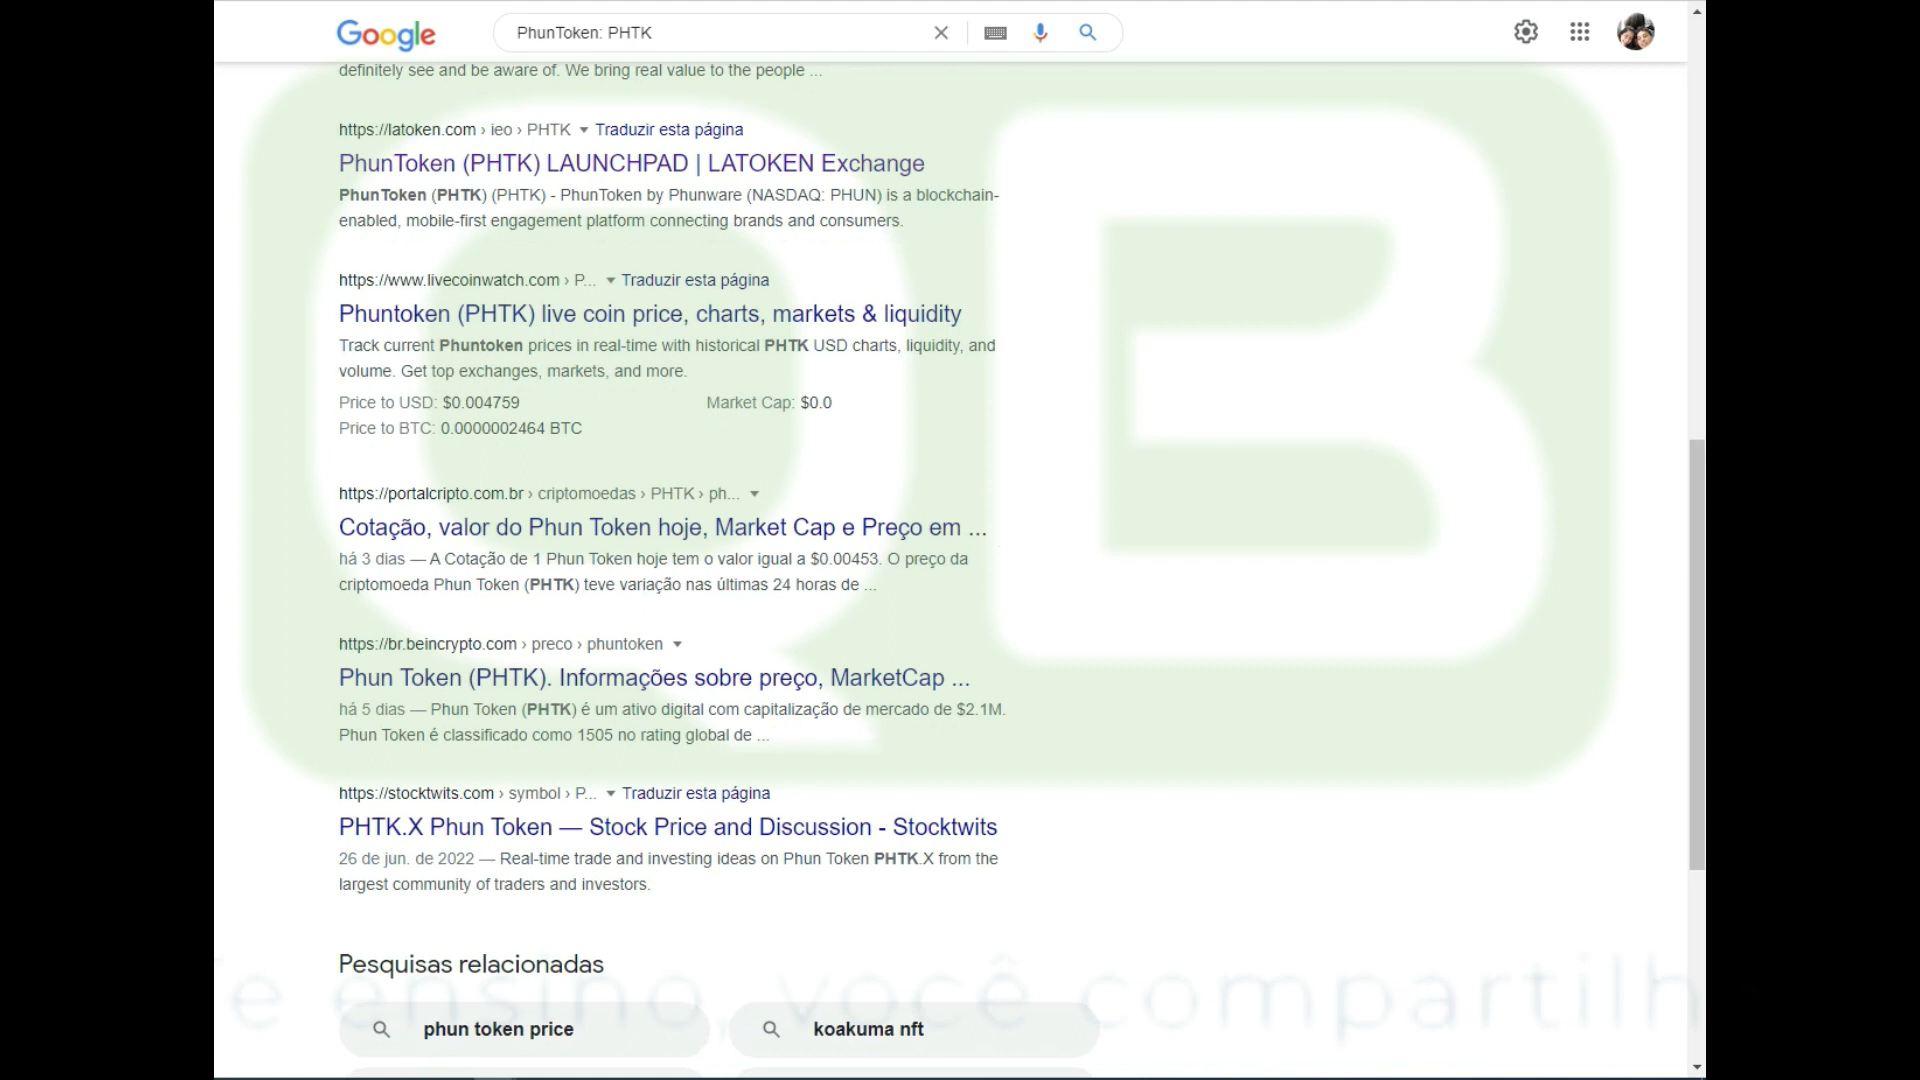 Google
PhunToken: PHTK
definitely see and be aware of. We bring real value to the people ...
https://latoken.com › ieo › PHTK Traduzir esta página
PhunToken (PHTK) LAUNCHPAD | LATOKEN Exchange
PhunToken (PHTK) (PHTK) - PhunToken by Phunware (NASDAQ: PHUN) is a blockchain-
enabled, mobile-first engagement platform connecting brands and consumers.
https://www.livecoinwatch.com › P... Traduzir esta página
Phuntoken (PHTK) live coin price, charts, markets & liquidity
Track current Phuntoken prices in real-time with historical PHTK USD charts, liquidity, and
volume. Get top exchanges, markets, and more.
Price to USD: $0.004759 Market Cap: $0.0
Price to BTC: 0.0000002464 BTC
https://portalcripto.com.br › criptomoedas › PHTK › ph...
Cotação, valor do Phun Token hoje, Market Cap e Preço em ...
há 3 dias — A Cotação de 1 Phun Token hoje tem o valor igual a $0.00453. O preço da
criptomoeda Phun Token (PHTK) teve variação nas últimas 24 horas de ...
https://br.beincrypto.com › preco › phuntoken
Phun Token (PHTK). Informações sobre preço, MarketCap ...
há 5 dias — Phun Token (PHTK) é um ativo digital com capitalização de mercado de $2.1M.
Phun Token é classificado como 1505 no rating global de ...
https://stocktwits.com › symbol › P... Traduzir esta página
PHTK.X Phun Token — Stock Price and Discussion - Stocktwits
26 de jun. de 2022 — Real-time trade and investing ideas on Phun Token PHTK.X from the
largest community of traders and investors.
Pesquisas relacionadas
e ensino, você compartilh
phun token price koakuma nft